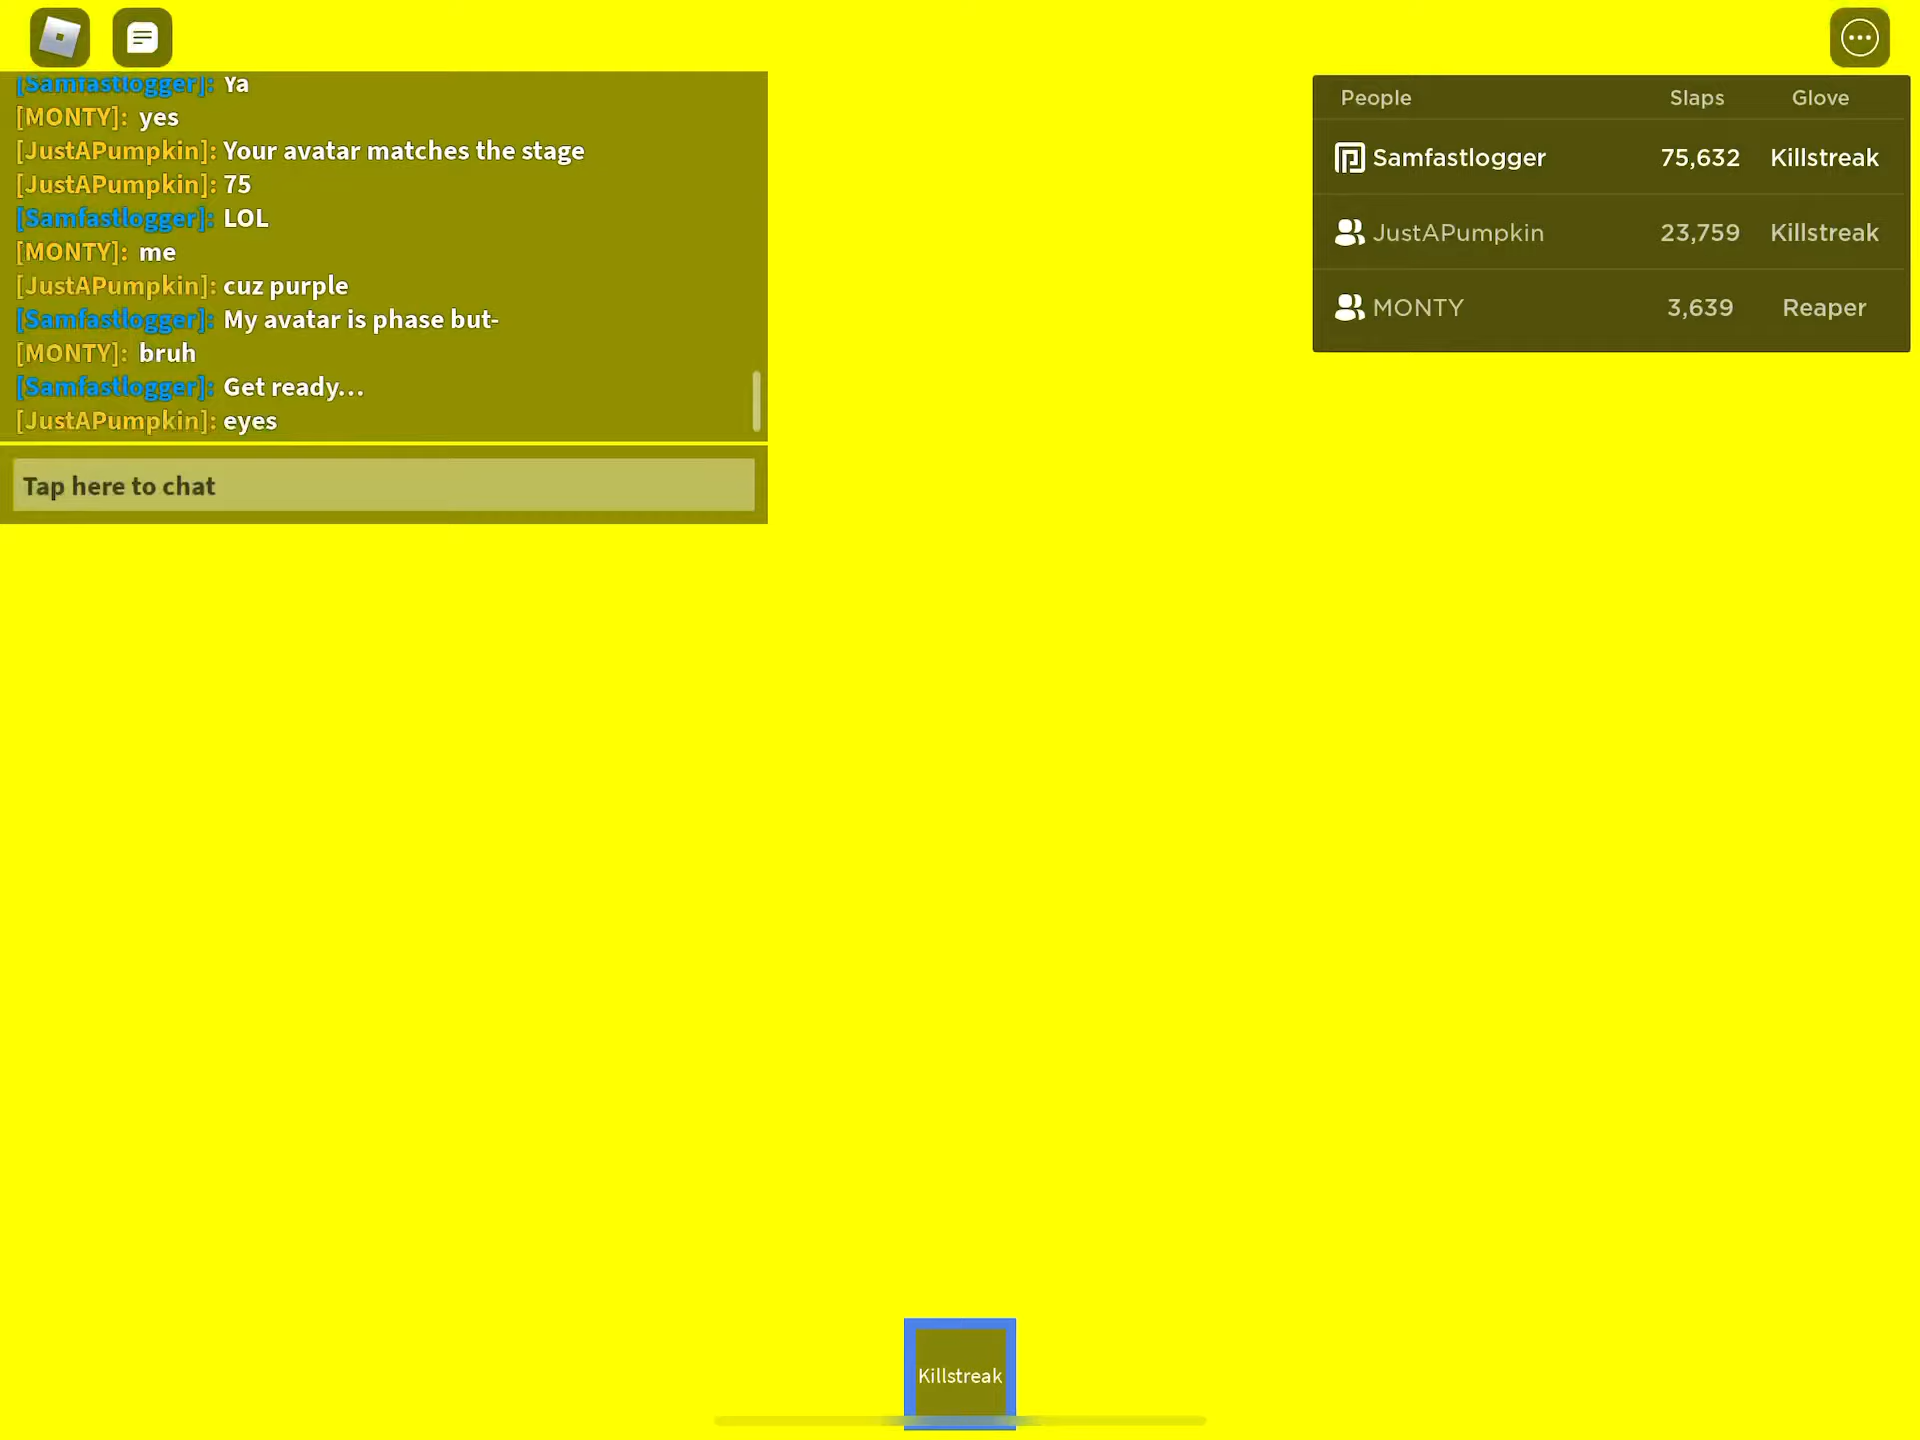 [Samfastlogger]: Ya
[MONTY]: yes
[JustAPumpkin]: Your avatar matches the stage
[JustAPumpkin]: 75
[Samfastlogger]: LOL
[MONTY]: me
[JustAPumpkin]: cuz purple
[Samfastlogger]: My avatar is phase but-
[MONTY]: bruh
[Samfastlogger]: Get ready...
[JustAPumpkin]: eyes
Tap here to chat
People Slaps Glove
Samfastlogger 75,632 Killstreak
JustAPumpkin 23,759 Killstreak
MONTY 3,639 Reaper
Killstreak